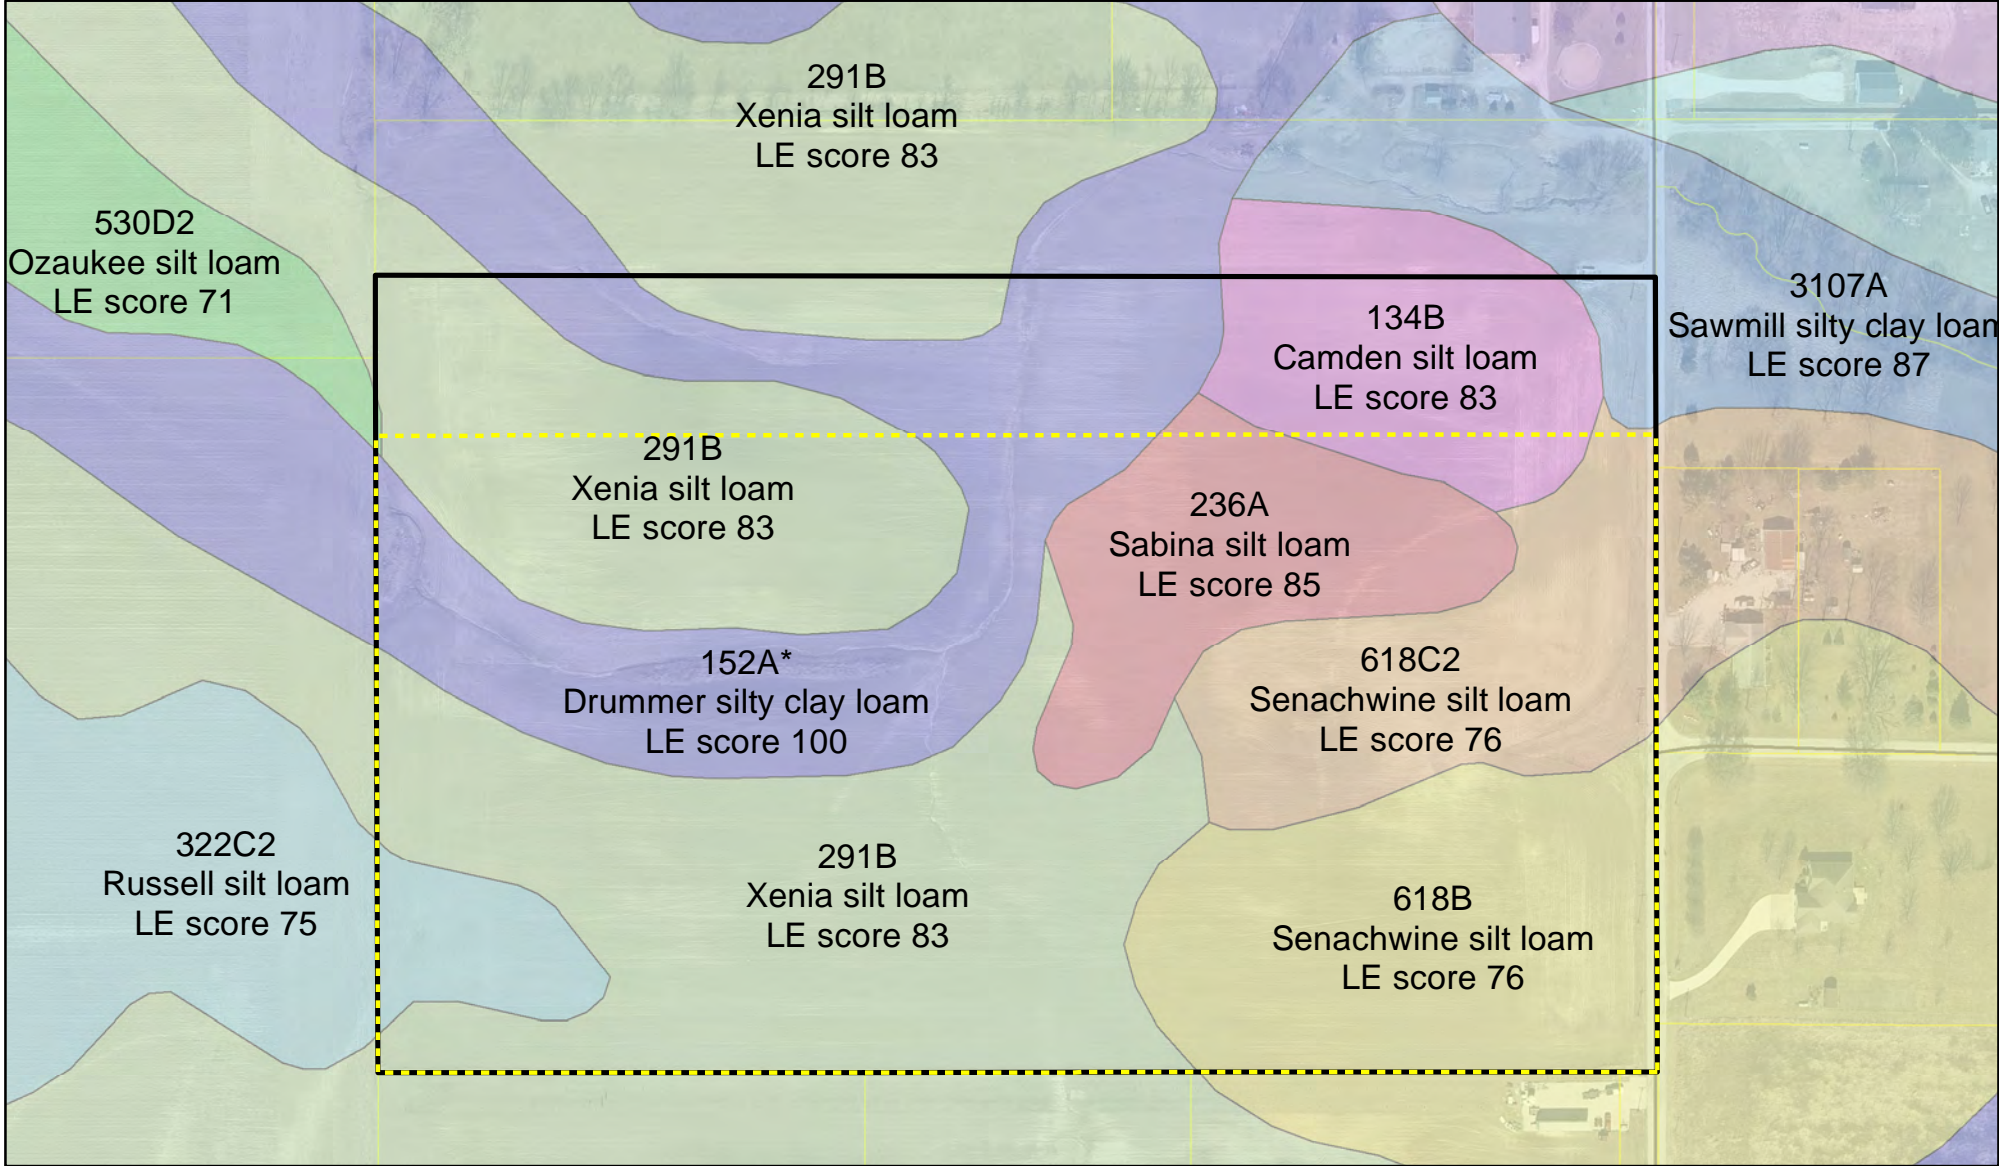 291B
Xenia silt loam
LE score 83
530D2
Ozaukee silt loam
LE score 71
3107A
Sawmill silty clay loam
LE score 87
134B
Camden silt loam
LE score 83
291B
Xenia silt loam
LE score 83
236A
Sabina silt loam
LE score 85
152A*
Drummer silty clay loam
LE score 100
618C2
Senachwine silt loam
LE score 76
322C2
Russell silt loam
LE score 75
291B
Xenia silt loam
LE score 83
618B
Senachwine silt loam
LE score 76